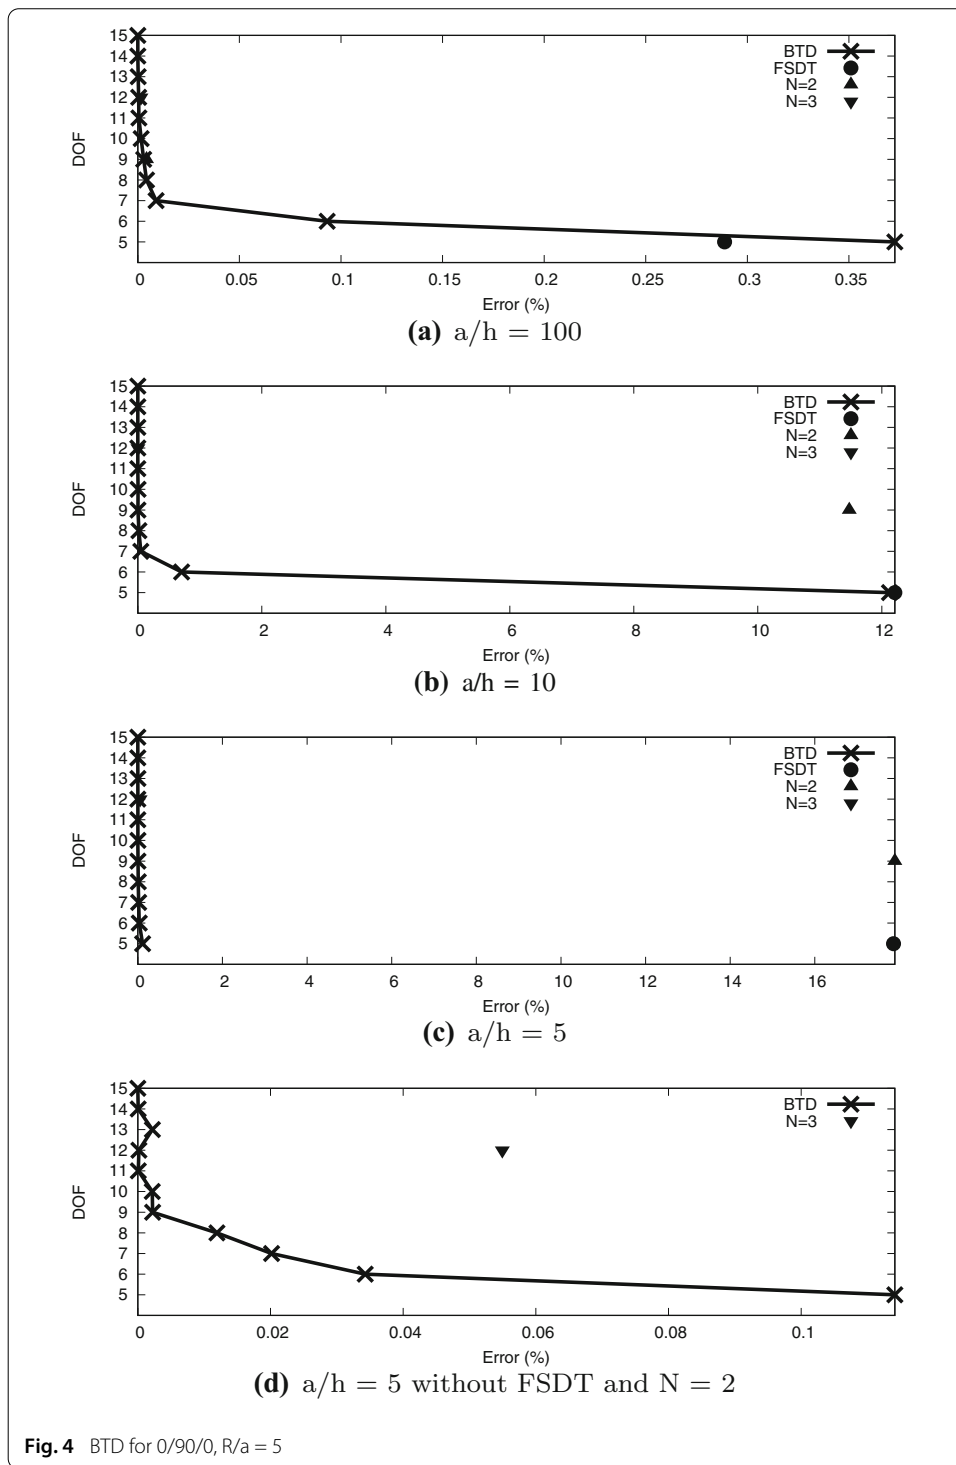 15
14
13
12
11
10
9
8
7
6
5
DOF
BTD
FSDT
N=2
N=3
0 0.05 0.1 0.15 0.2 0.25 0.3 0.35
Error (%)
(a) a/h = 100
15
14
13
12
11
10
9
8
7
6
5
DOF
BTD
FSDT
N=2
N=3
0 2 4 6 8 10 12
Error (%)
(b) a/h = 10
15
14
13
12
11
10
9
8
7
6
5
DOF
BTD
FSDT
N=2
N=3
0 2 4 6 8 10 12 14 16
Error (%)
(c) a/h = 5
15
14
13
12
11
10
9
8
7
6
5
DOF
BTD
N=3
0 0.02 0.04 0.06 0.08 0.1
Error (%)
(d) a/h = 5 without FSDT and N = 2
Fig. 4 BTD for 0/90/0, R/a = 5